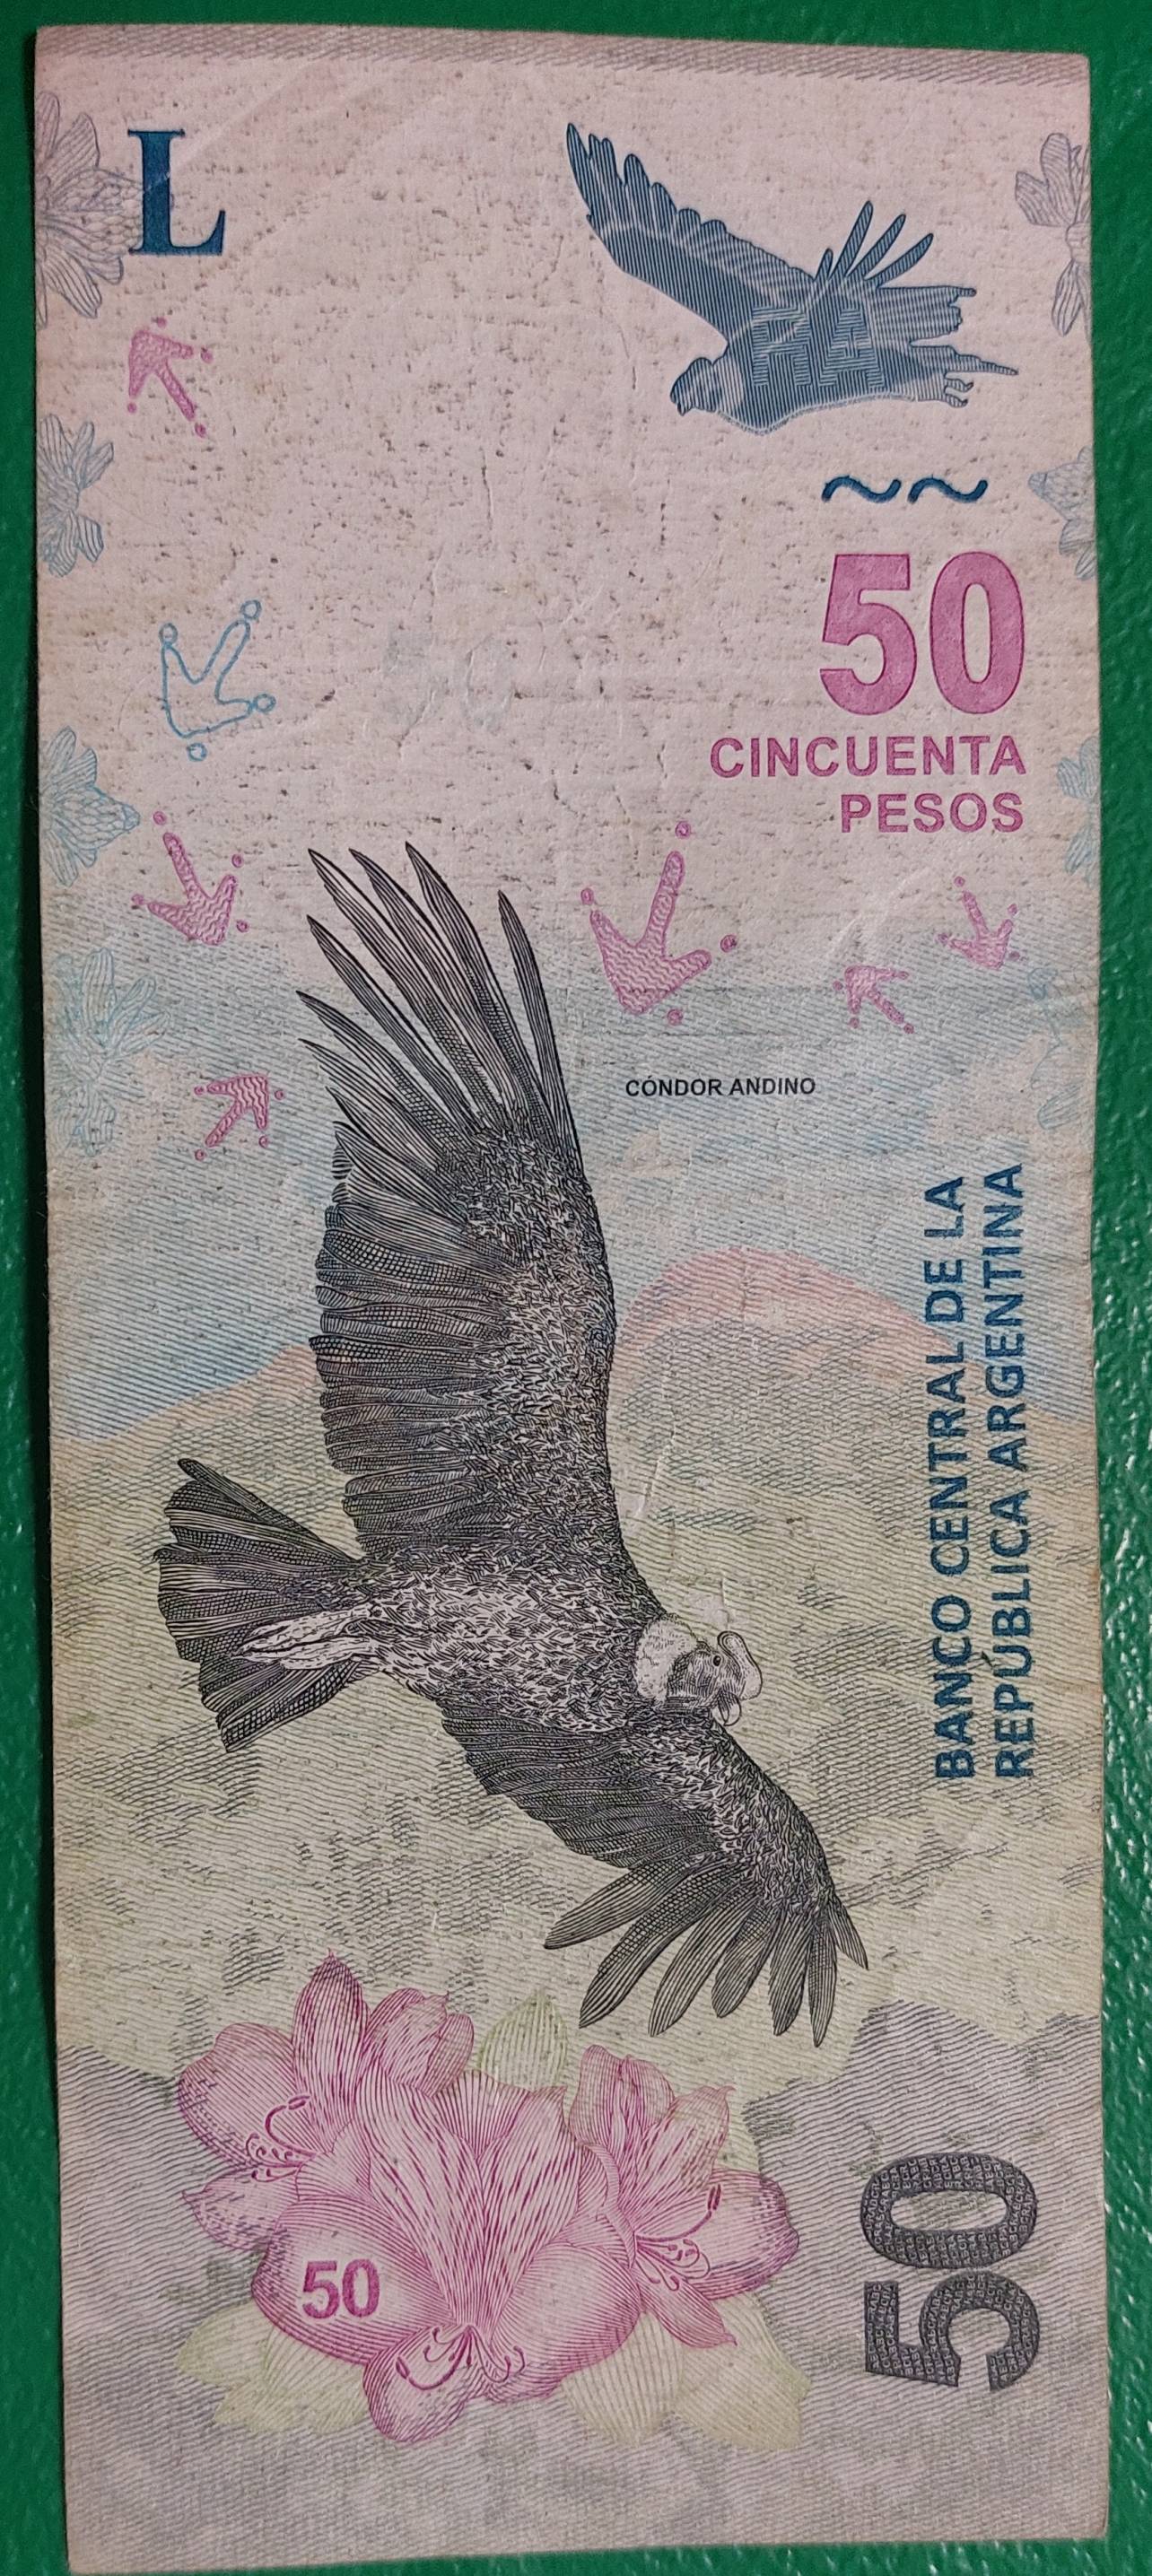 L
50
CINCUENTA
PESOS
CÓNDOR ANDINO
BANCO CENTRAL DE LA
REPÚBLICA ARGENTINA
50
50